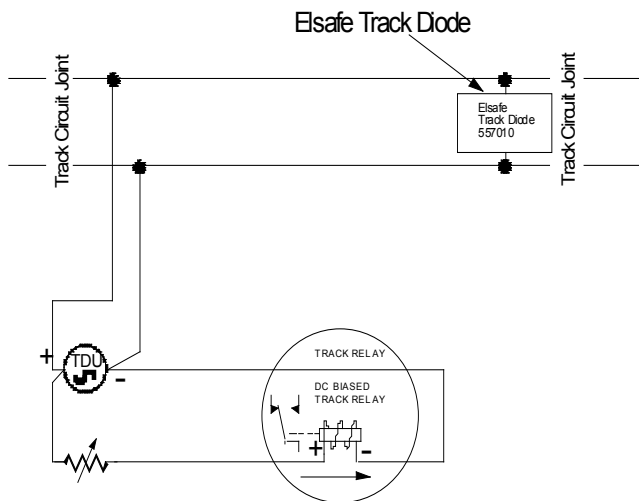 Elsafe Track Diode
Track Circuit Joint
Elsafe
Track Diode
557010
Track Circuit Joint
+
TDU
-
TRACK RELAY
DC BIASED
TRACK RELAY
+
-